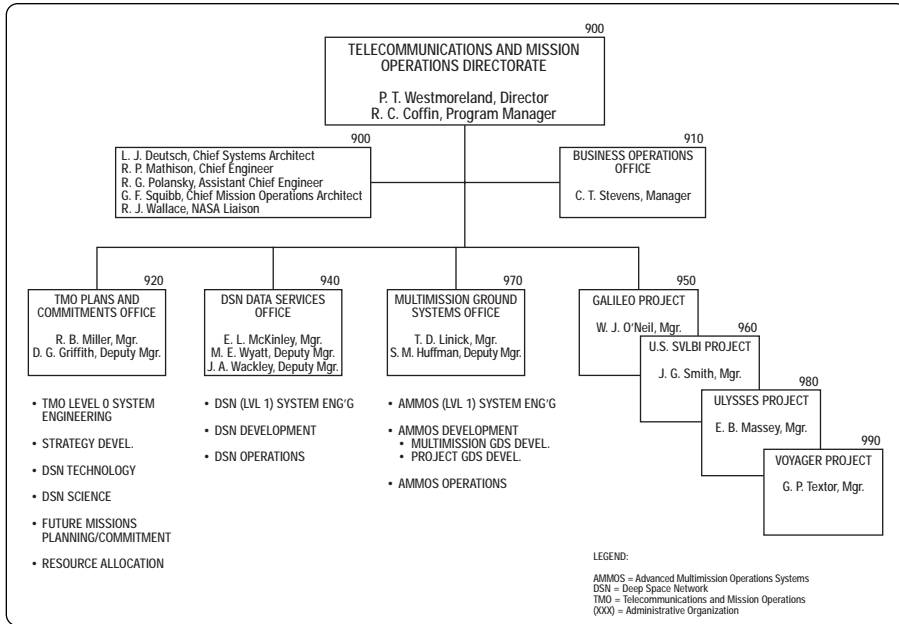 900
TELECOMMUNICATIONS AND MISSION
OPERATIONS DIRECTORATE
P. T. Westmoreland, Director
R. C. Coffin, Program Manager
900
L. J. Deutsch, Chief Systems Architect
R. P. Mathison, Chief Engineer
R. G. Polansky, Assistant Chief Engineer
G. F. Squibb, Chief Mission Operations Architect
R. J. Wallace, NASA Liaison
910
BUSINESS OPERATIONS
OFFICE
C. T. Stevens, Manager
920
TMO PLANS AND
COMMITMENTS OFFICE
R. B. Miller, Mgr.
D. G. Griffith, Deputy Mgr.
• TMO LEVEL 0 SYSTEM
ENGINEERING
• STRATEGY DEVEL.
• DSN TECHNOLOGY
• DSN SCIENCE
• FUTURE MISSIONS
PLANNING/COMMITMENT
• RESOURCE ALLOCATION
940
DSN DATA SERVICES
OFFICE
E. L. McKinley, Mgr.
M. E. Wyatt, Deputy Mgr.
J. A. Wackley, Deputy Mgr.
• DSN (LVL 1) SYSTEM ENG'G
• DSN DEVELOPMENT
• DSN OPERATIONS
970
MULTIMISSION GROUND
SYSTEMS OFFICE
T. D. Linick, Mgr.
S. M. Huffman, Deputy Mgr.
• AMMOS (LVL 1) SYSTEM ENG'G
• AMMOS DEVELOPMENT
• MULTIMISSION GDS DEVEL.
• PROJECT GDS DEVEL.
• AMMOS OPERATIONS
950
GALILEO PROJECT
W. J. O'Neil, Mgr.
960
U.S. SVLBI PROJECT
J. G. Smith, Mgr.
980
ULYSSES PROJECT
E. B. Massey, Mgr.
990
VOYAGER PROJECT
G. P. Textor, Mgr.
LEGEND:
AMMOS = Advanced Multimission Operations Systems
DSN = Deep Space Network
TMO = Telecommunications and Mission Operations
(XXX) = Administrative Organization